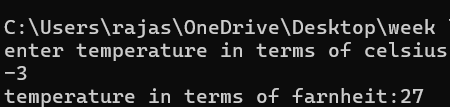 C:\Users\rajas\OneDrive\Desktop\week
enter temperature in terms of celsius
-3
temperature in terms of farnheit:27